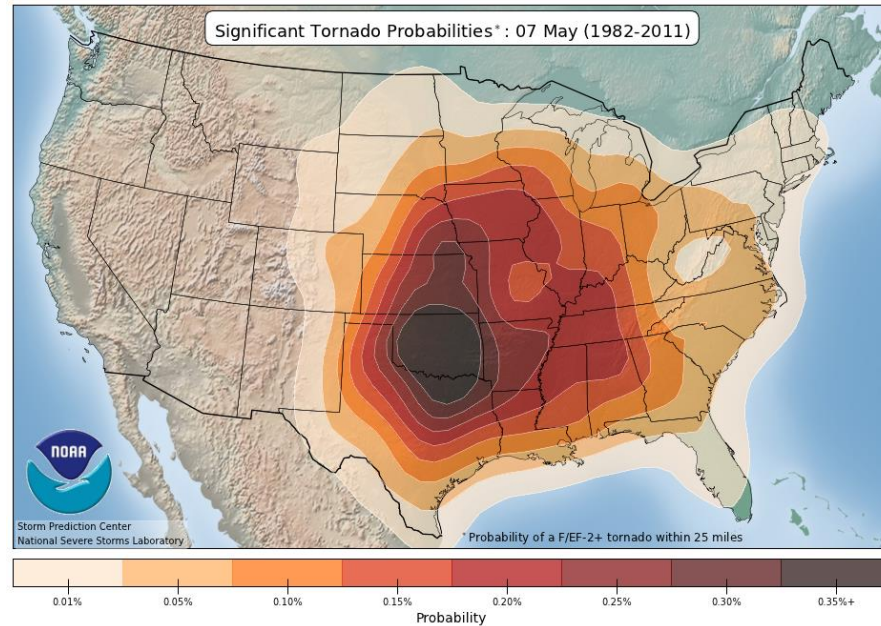 Significant Tornado Probabilities* : 07 May (1982-2011)
NOAA
Storm Prediction Center
National Severe Storms Laboratory
* Probability of a F/EF-2+ tornado within 25 miles
0.01% 0.05% 0.10% 0.15% 0.20% 0.25% 0.30% 0.35%+
Probability